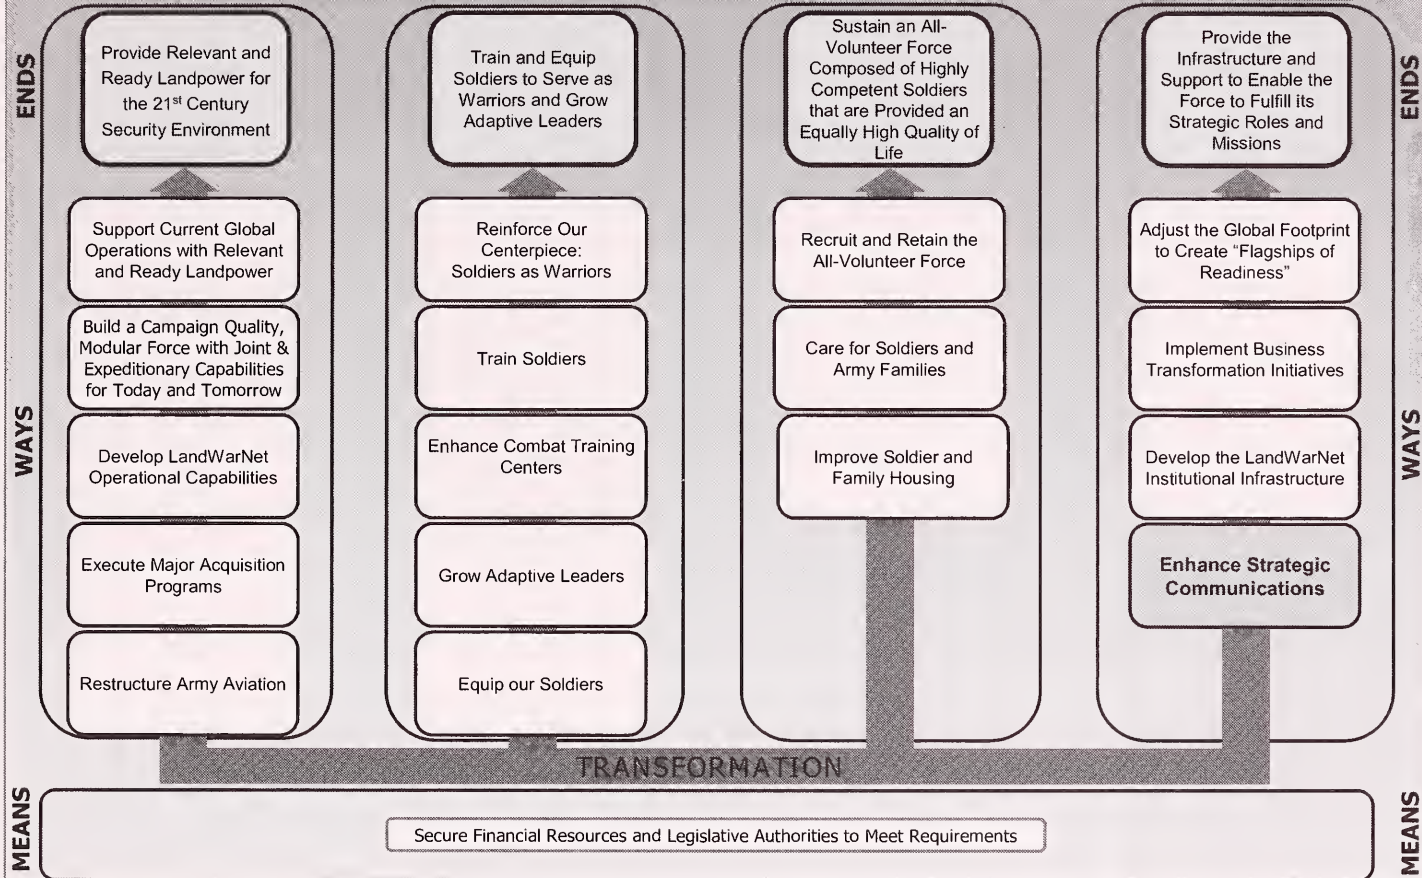 ENDS
Provide Relevant and
Ready Landpower for
the 21st Century
Security Environment
Train and Equip
Soldiers to Serve as
Warriors and Grow
Adaptive Leaders
Sustain an All-
Volunteer Force
Composed of Highly
Competent Soldiers
that are Provided an
Equally High Quality of
Life
Provide the
Infrastructure and
Support to Enable the
Force to Fulfill its
Strategic Roles and
Missions
ENDS
WAYS
Support Current Global
Operations with Relevant
and Ready Landpower
Build a Campaign Quality,
Modular Force with Joint &
Expeditionary Capabilities
for Today and Tomorrow
Develop LandWarNet
Operational Capabilities
Execute Major Acquisition
Programs
Restructure Army Aviation
Reinforce Our
Centerpiece:
Soldiers as Warriors
Train Soldiers
Enhance Combat Training
Centers
Grow Adaptive Leaders
Equip our Soldiers
Recruit and Retain the
All-Volunteer Force
Care for Soldiers and
Army Families
Improve Soldier and
Family Housing
Adjust the Global Footprint
to Create “Flagships of
Readiness”
Implement Business
Transformation Initiatives
Develop the LandWarNet
Institutional Infrastructure
Enhance Strategic
Communications
WAYS
TRANSFORMATION
MEANS
Secure Financial Resources and Legislative Authorities to Meet Requirements
MEANS